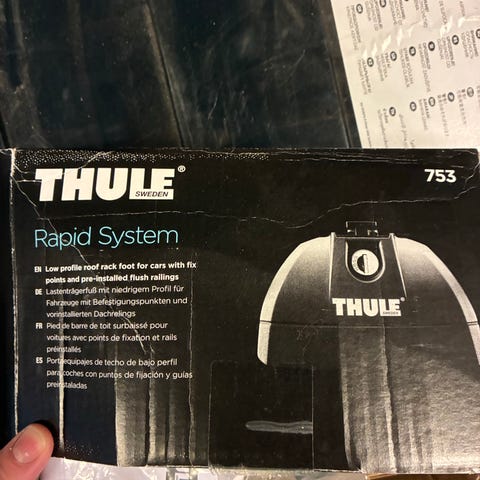 THULE®
SWEDEN
753
Rapid System
EN Low profile roof rack foot for cars with fix
points and pre-installed flush railings
DE Lastenträgerfuß mit niedrigem Profil für
Fahrzeuge mit Befestigungspunkten und
vorinstallierten Dachrelings
FR Pied de barre de toit surbaissé pour
voitures avec points de fixation et rails
préinstallés
ES Portaequipajes de techo de bajo perfil
para coches con puntos de fijación y guías
preinstaladas
THULE
SWEDEN